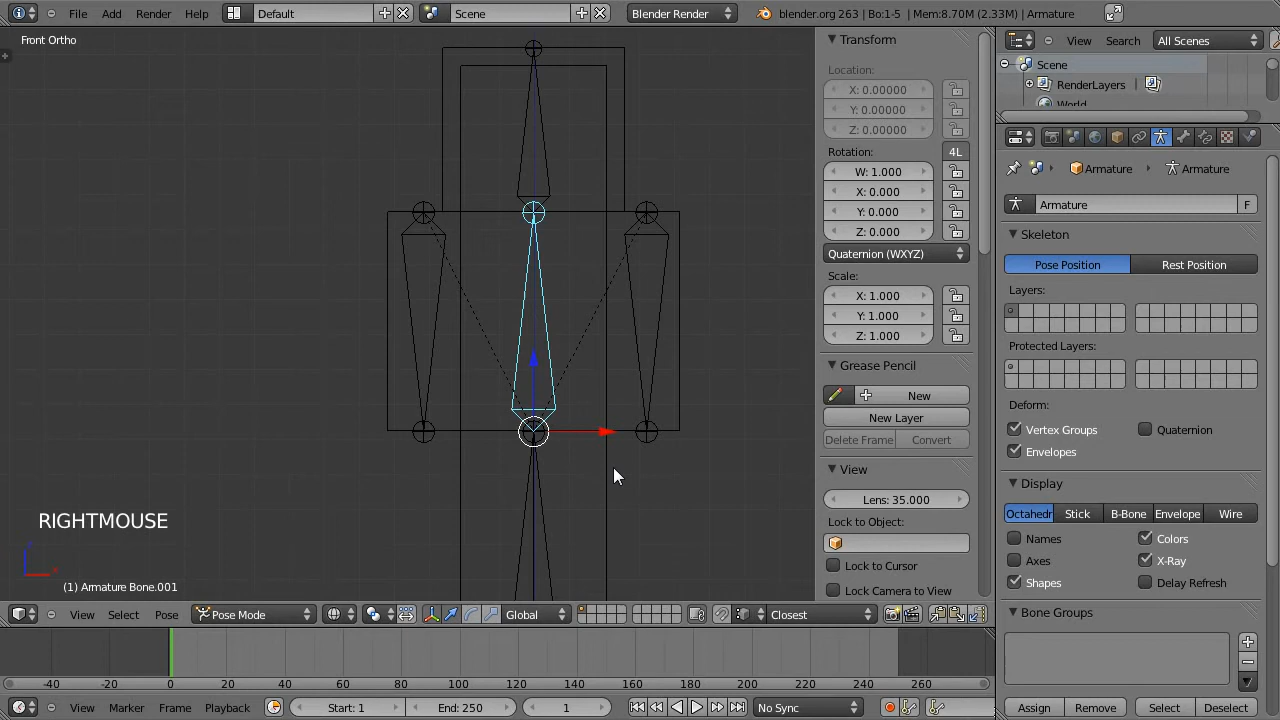 File Add Render Help Default Scene Blender Render blender.org 263 | Bo:1-5 | Mem:8.70M (2.33M) | Armature
Front Ortho
RIGHTMOUSE
(1) Armature Bone.001
Transform
Location:
X: 0.00000
Y: 0.00000
Z: 0.00000
Rotation: 4L
W: 1.000
X: 0.000
Y: 0.000
Z: 0.000
Quaternion (WXYZ)
Scale:
X: 1.000
Y: 1.000
Z: 1.000
Grease Pencil
New
New Layer
Delete Frame Convert
View
Lens: 35.000
Lock to Object:
Lock to Cursor
Lock Camera to View
View Search All Scenes
Scene
RenderLayers |
World
Armature Armature
Armature F
Skeleton
Pose Position Rest Position
Layers:
Protected Layers:
Deform:
Vertex Groups Quaternion
Envelopes
Display
Octahedr Stick B-Bone Envelope Wire
Names Colors
Axes X-Ray
Shapes Delay Refresh
Bone Groups
Assign Remove Select Deselect
View Select Pose Pose Mode Global Closest
-40 -20 0 20 40 60 80 100 120 140 160 180 200 220 240 260
View Marker Frame Playback Start: 1 End: 250 1 No Sync